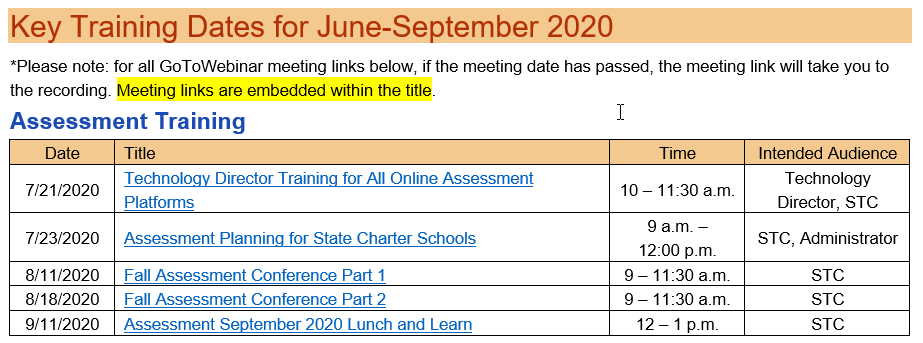 Key Training Dates for June-September 2020
*Please note: for all GoToWebinar meeting links below, if the meeting date has passed, the meeting link will take you to
the recording. Meeting links are embedded within the title.
Assessment Training
Date Title Time Intended Audience
7/21/2020 Technology Director Training for All Online Assessment Platforms 10 – 11:30 a.m. Technology Director, STC
7/23/2020 Assessment Planning for State Charter Schools 9 a.m. – 12:00 p.m. STC, Administrator
8/11/2020 Fall Assessment Conference Part 1 9 – 11:30 a.m. STC
8/18/2020 Fall Assessment Conference Part 2 9 – 11:30 a.m. STC
9/11/2020 Assessment September 2020 Lunch and Learn 12 – 1 p.m. STC